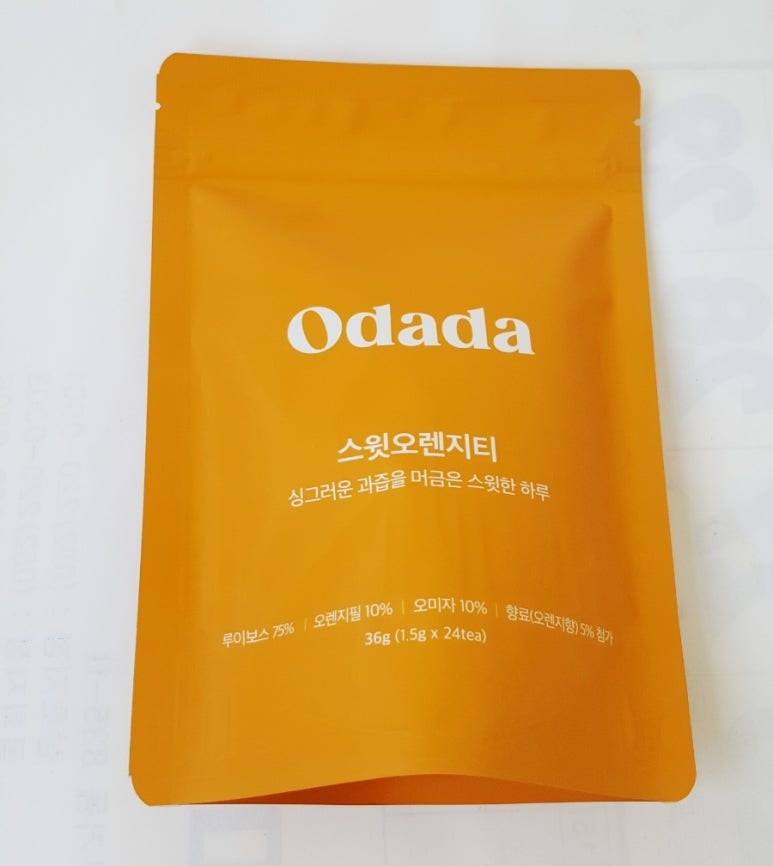 Odada
스윗오렌지티
싱그러운 과즙을 머금은 스윗한 하루
루이보스 75% | 오렌지필 10% | 오미자 10% | 향료(오렌지향) 5% 첨가
36g (1.5g x 24tea)